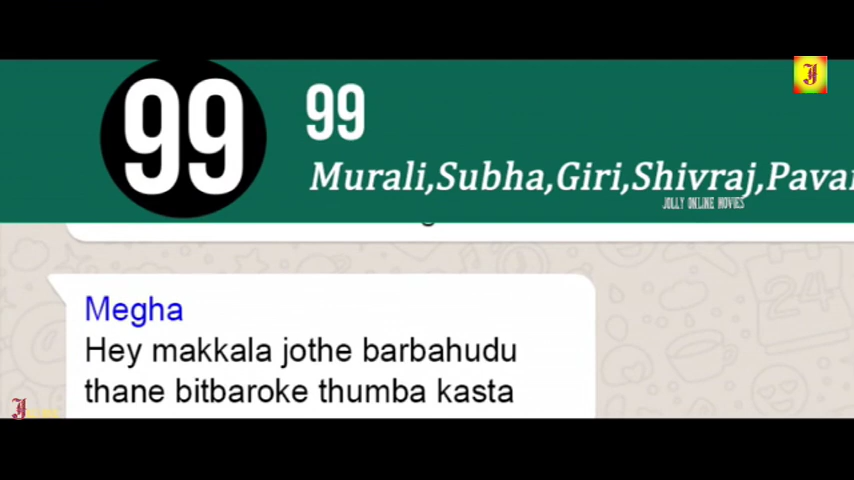 99
99
Murali,Subha,Giri,Shivraj,Pava
JOLLY ONLINE MOVIES
Megha
Hey makkala jothe barbahudu
thane bitbaroke thumba kasta
J
J
24